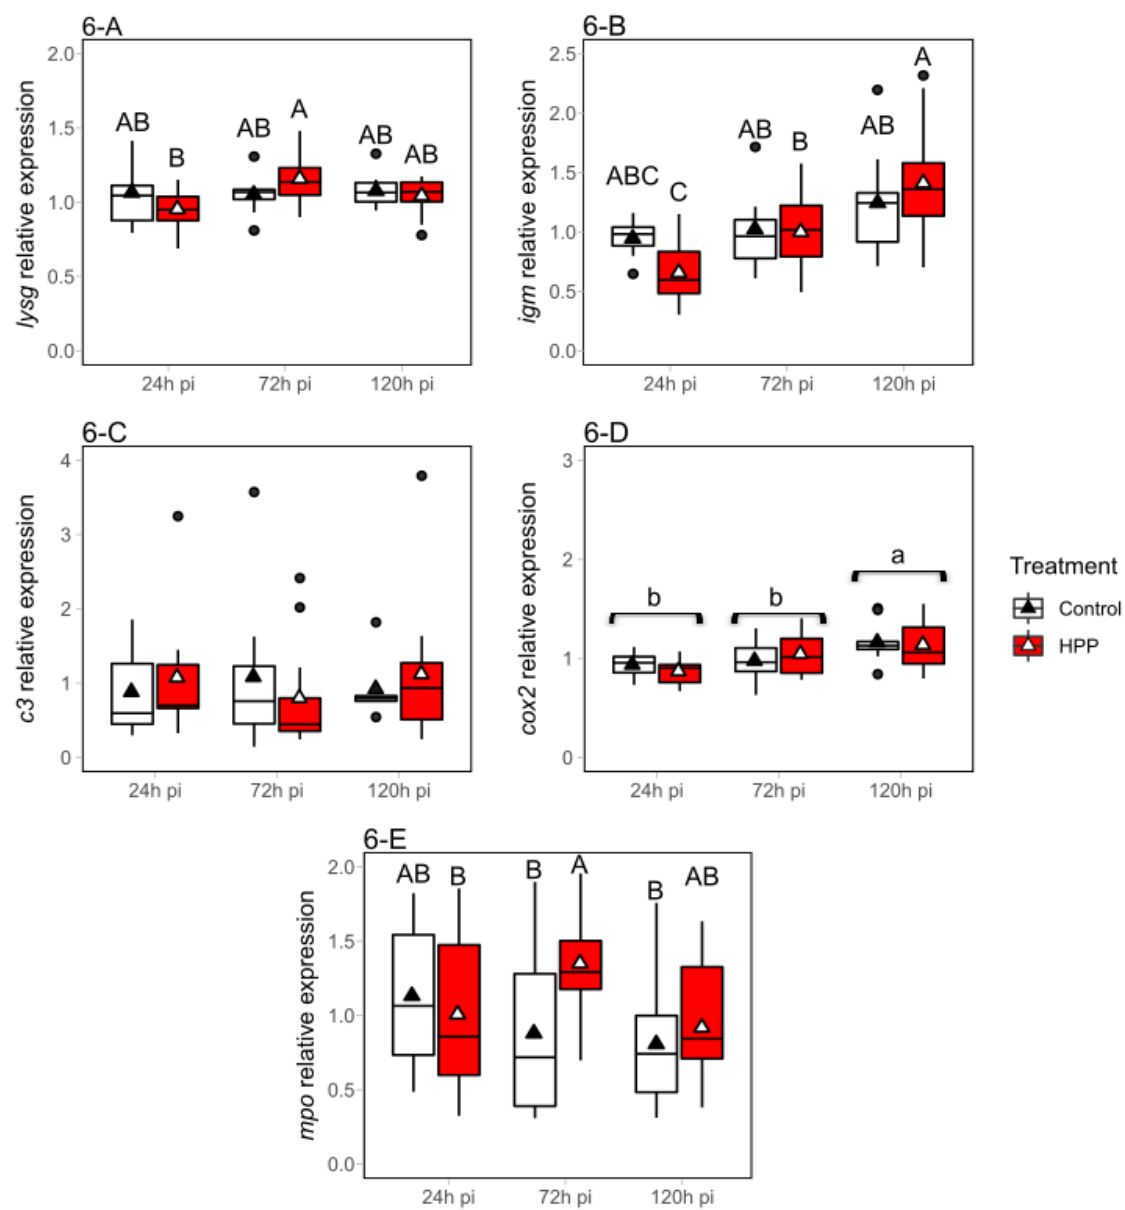 6-A
lysg relative expression
2.0
1.5
1.0
0.5
0.0
AB
B
AB
A
AB
AB
24h pi
72h pi
120h pi
6-B
igm relative expression
2.5
2.0
1.5
1.0
0.5
0.0
ABC
C
AB
B
AB
A
24h pi
72h pi
120h pi
6-C
c3 relative expression
4
3
2
1
0
24h pi
72h pi
120h pi
6-D
cox2 relative expression
3
2
1
0
b
b
a
24h pi
72h pi
120h pi
Treatment
Control
HPP
6-E
mpo relative expression
2.0
1.5
1.0
0.5
0.0
AB
B
B
A
B
AB
24h pi
72h pi
120h pi